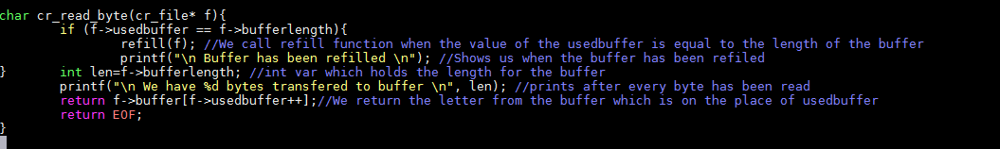 char cr_read_byte(cr_file* f){
        if (f->usedbuffer == f->bufferlength){
                refill(f); //We call refill function when the value of the usedbuffer is equal to the length of the buffer
                printf("\n Buffer has been refilled \n"); //Shows us when the buffer has been refiled
}       int len=f->bufferlength; //int var which holds the length for the buffer
        printf("\n We have %d bytes transfered to buffer \n", len); //prints after every byte has been read
        return f->buffer[f->usedbuffer++];//We return the letter from the buffer which is on the place of usedbuffer
        return EOF;
}